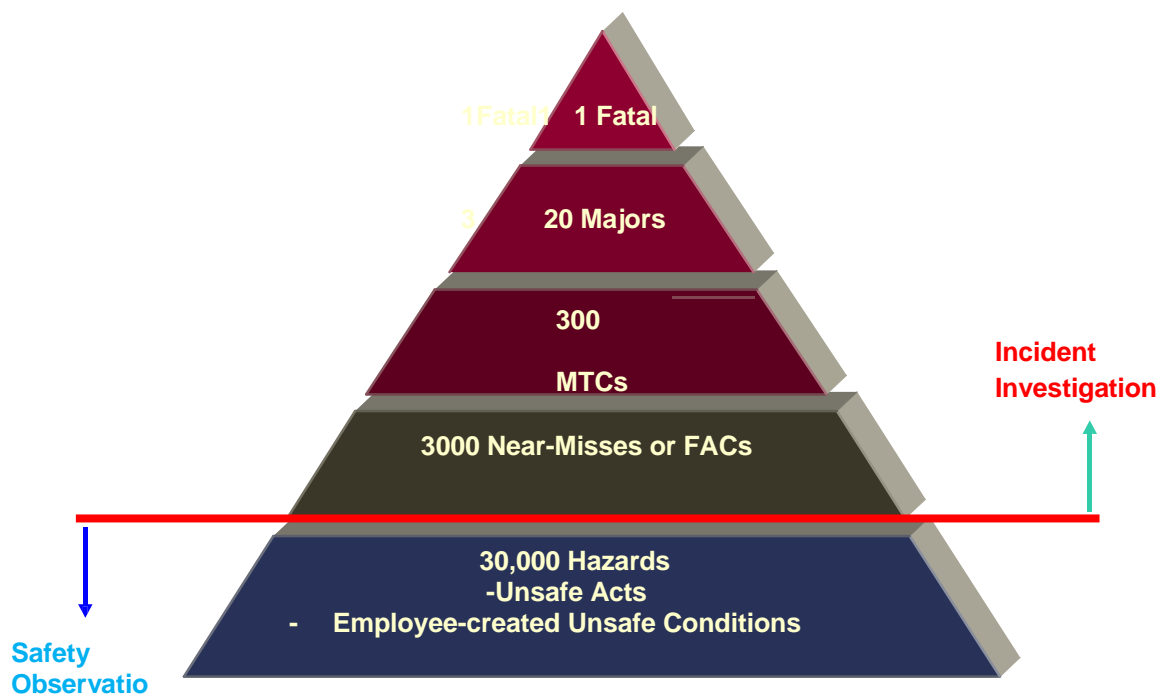 1Fatal1 1 Fatal
3 20 Majors
300
MTCs
Incident
Investigation
3000 Near-Misses or FACs
30,000 Hazards
-Unsafe Acts
- Employee-created Unsafe Conditions
Safety
Observatio